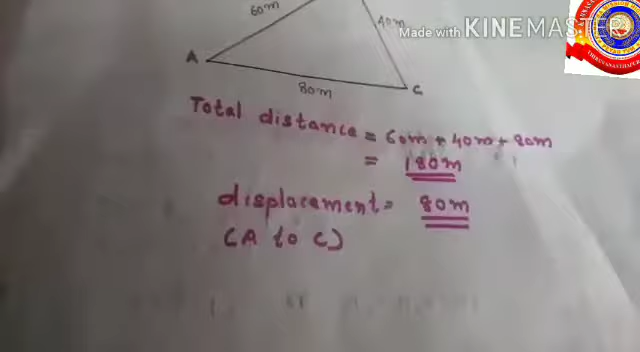 60m
40m
Made with KINEMASTER
A
80m
C
Total distance = 60m + 40m + 80m
= 180m
displacement = 80m
(A to C)